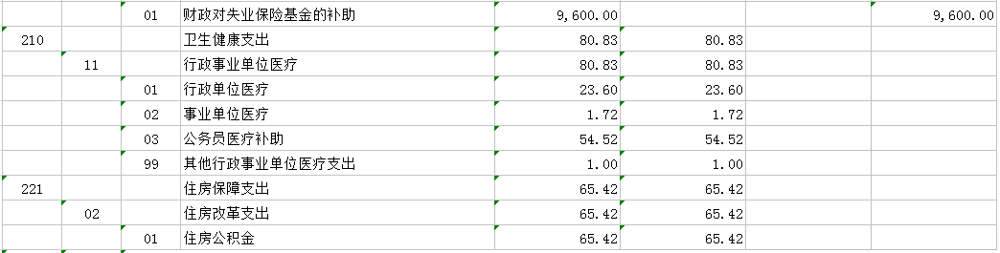 01 财政对失业保险基金的补助 9,600.00 9,600.00
210 卫生健康支出 80.83 80.83
11 行政事业单位医疗 80.83 80.83
01 行政单位医疗 23.60 23.60
02 事业单位医疗 1.72 1.72
03 公务员医疗补助 54.52 54.52
99 其他行政事业单位医疗支出 1.00 1.00
221 住房保障支出 65.42 65.42
02 住房改革支出 65.42 65.42
01 住房公积金 65.42 65.42